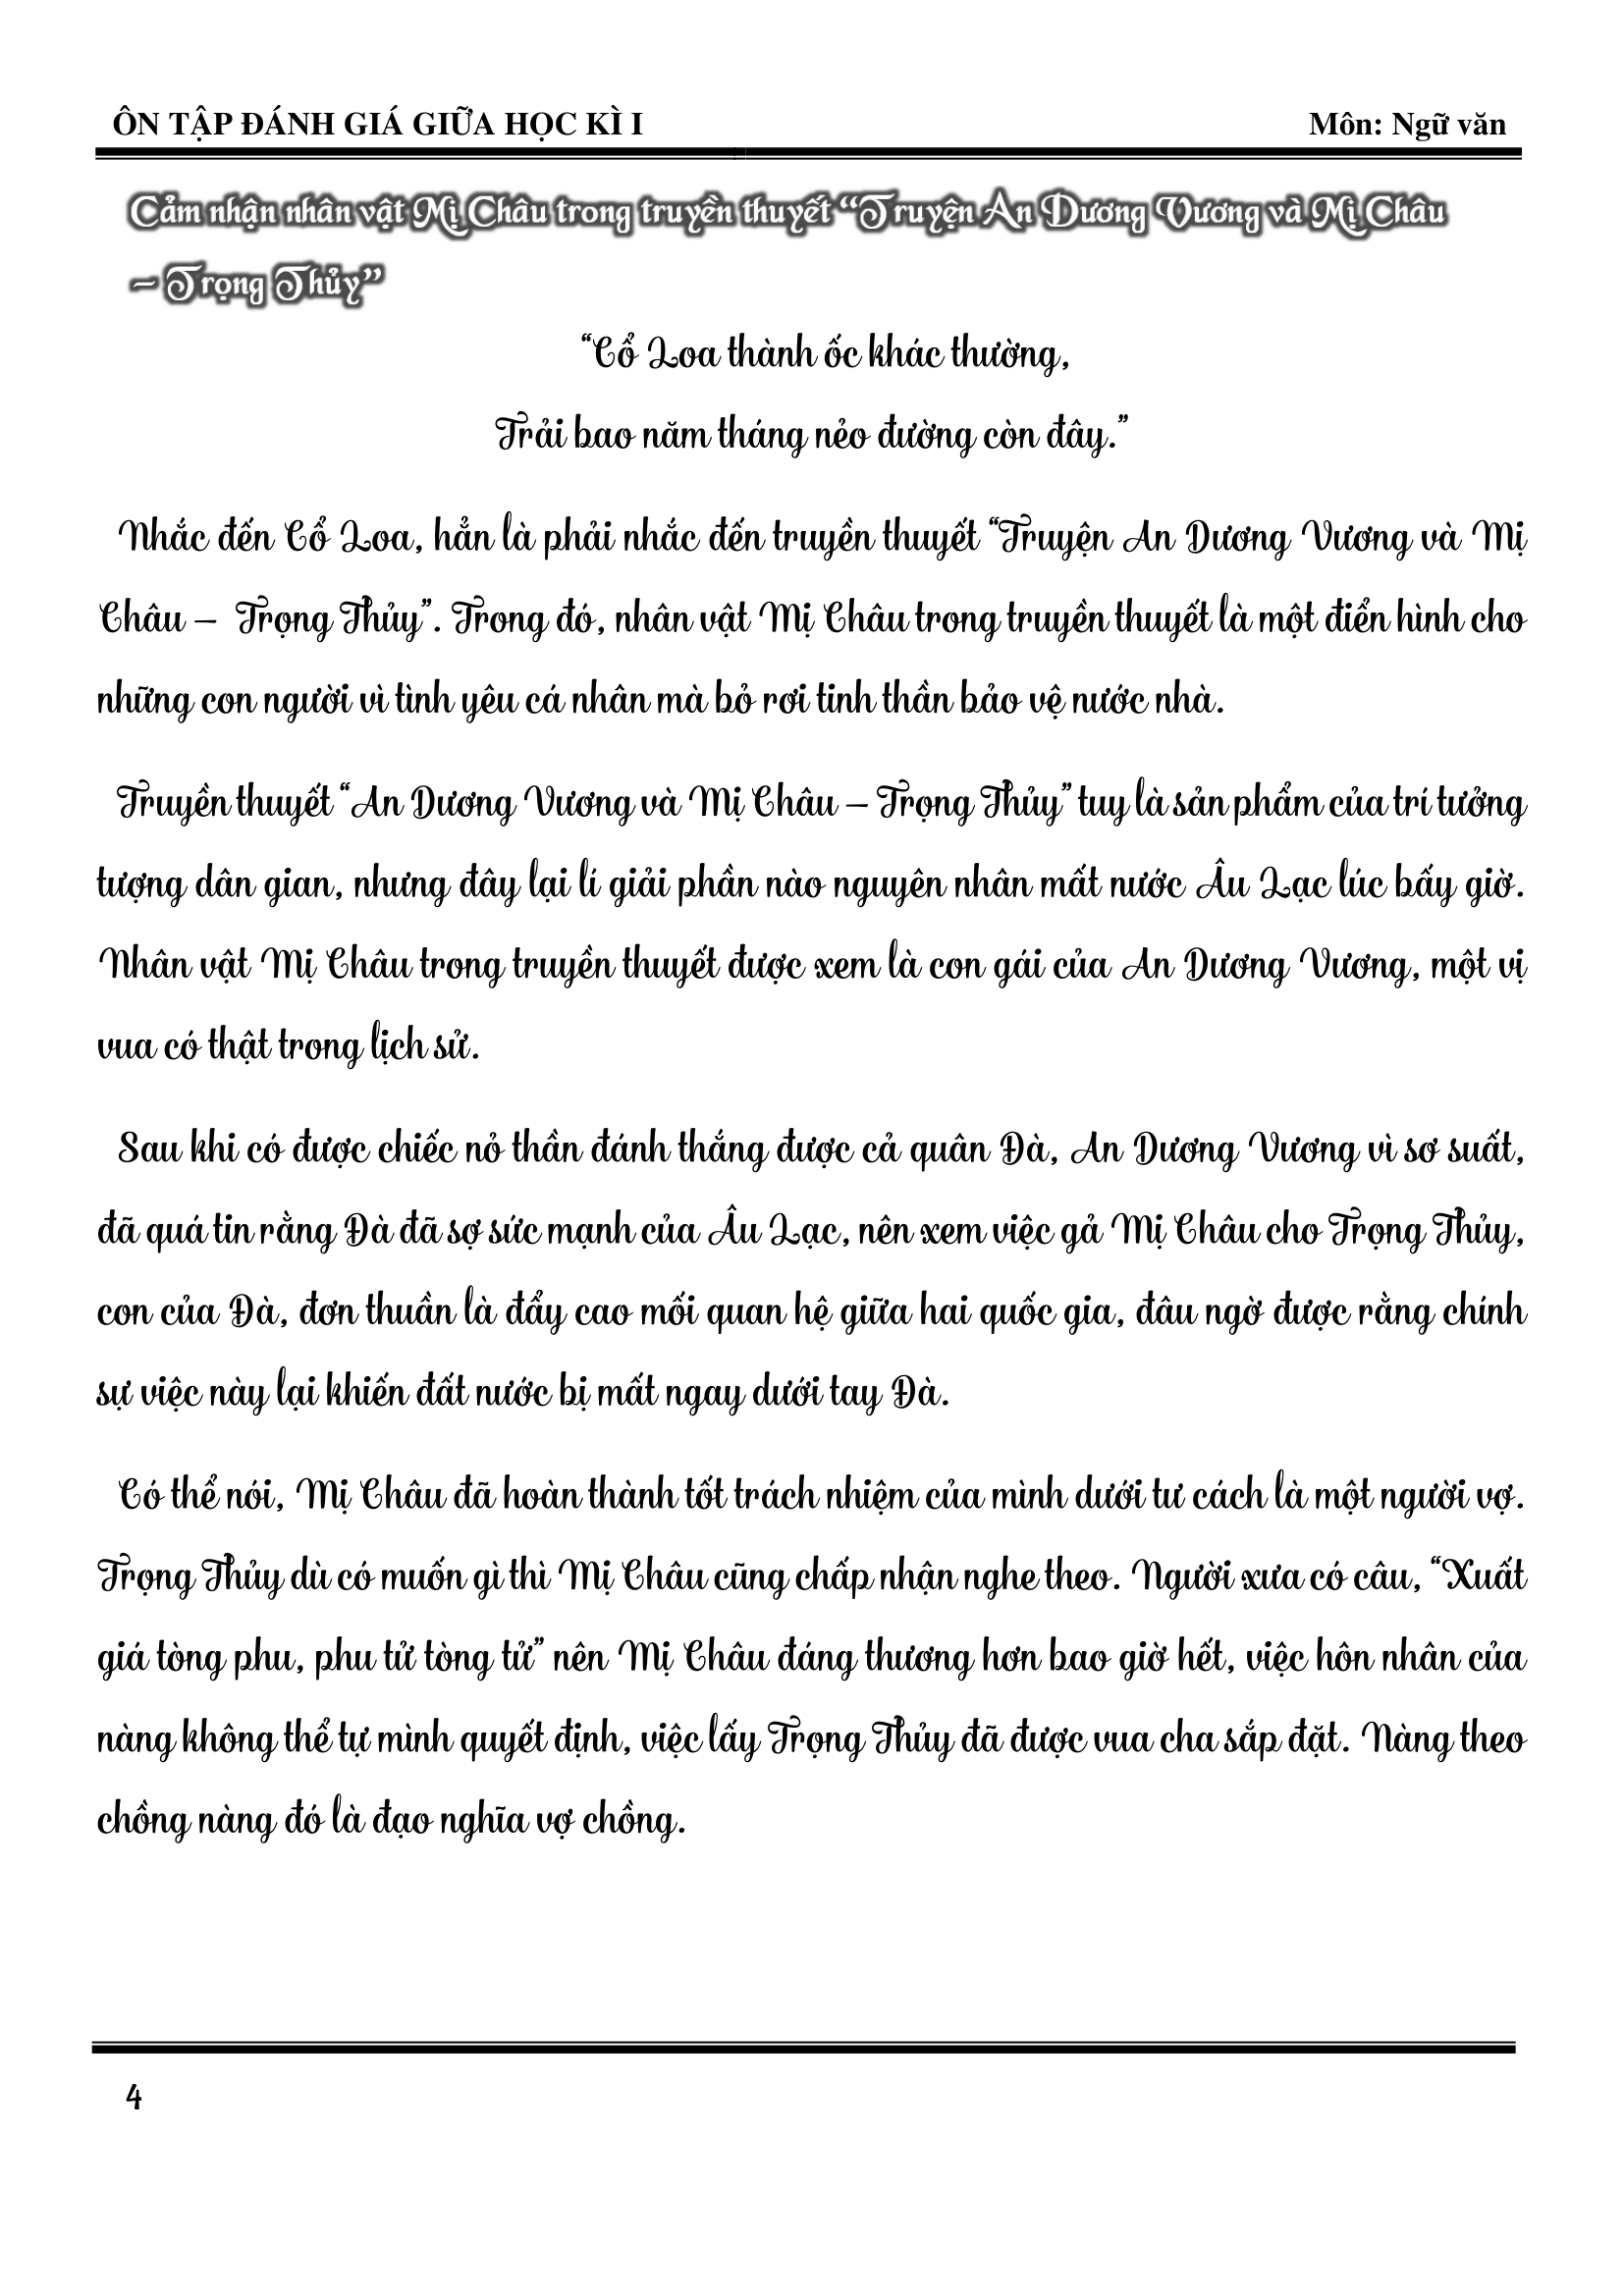 ÔN TẬP ĐÁNH GIÁ GIỮA HỌC KÌ I
Môn: Ngữ văn
Cảm nhận nhân vật Mị Châu trong truyền thuyết “Truyện An Dương Vương và Mị Châu
– Trọng Thủy”
“Cổ Loa thành ốc khác thường,
Trải bao năm tháng nẻo đường còn đây.”
Nhắc đến Cổ Loa, hẳn là phải nhắc đến truyền thuyết “Truyện An Dương Vương và Mị
Châu – Trọng Thủy”. Trong đó, nhân vật Mị Châu trong truyền thuyết là một điển hình cho
những con người vì tình yêu cá nhân mà bỏ rơi tinh thần bảo vệ nước nhà.
Truyền thuyết “An Dương Vương và Mị Châu – Trọng Thủy” tuy là sản phẩm của trí tưởng
tượng dân gian, nhưng đây lại lí giải phần nào nguyên nhân mất nước Âu Lạc lúc bấy giờ.
Nhân vật Mị Châu trong truyền thuyết được xem là con gái của An Dương Vương, một vị
vua có thật trong lịch sử.
Sau khi có được chiếc nỏ thần đánh thắng được cả quân Đà, An Dương Vương vì sơ suất,
đã quá tin rằng Đà đã sợ sức mạnh của Âu Lạc, nên xem việc gả Mị Châu cho Trọng Thủy,
con của Đà, đơn thuần là đẩy cao mối quan hệ giữa hai quốc gia, đâu ngờ được rằng chính
sự việc này lại khiến đất nước bị mất ngay dưới tay Đà.
Có thể nói, Mị Châu đã hoàn thành tốt trách nhiệm của mình dưới tư cách là một người vợ.
Trọng Thủy dù có muốn gì thì Mị Châu cũng chấp nhận nghe theo. Người xưa có câu, “Xuất
giá tòng phu, phu tử tòng tử” nên Mị Châu đáng thương hơn bao giờ hết, việc hôn nhân của
nàng không thể tự mình quyết định, việc lấy Trọng Thủy đã được vua cha sắp đặt. Nàng theo
chồng nàng đó là đạo nghĩa vợ chồng.
4